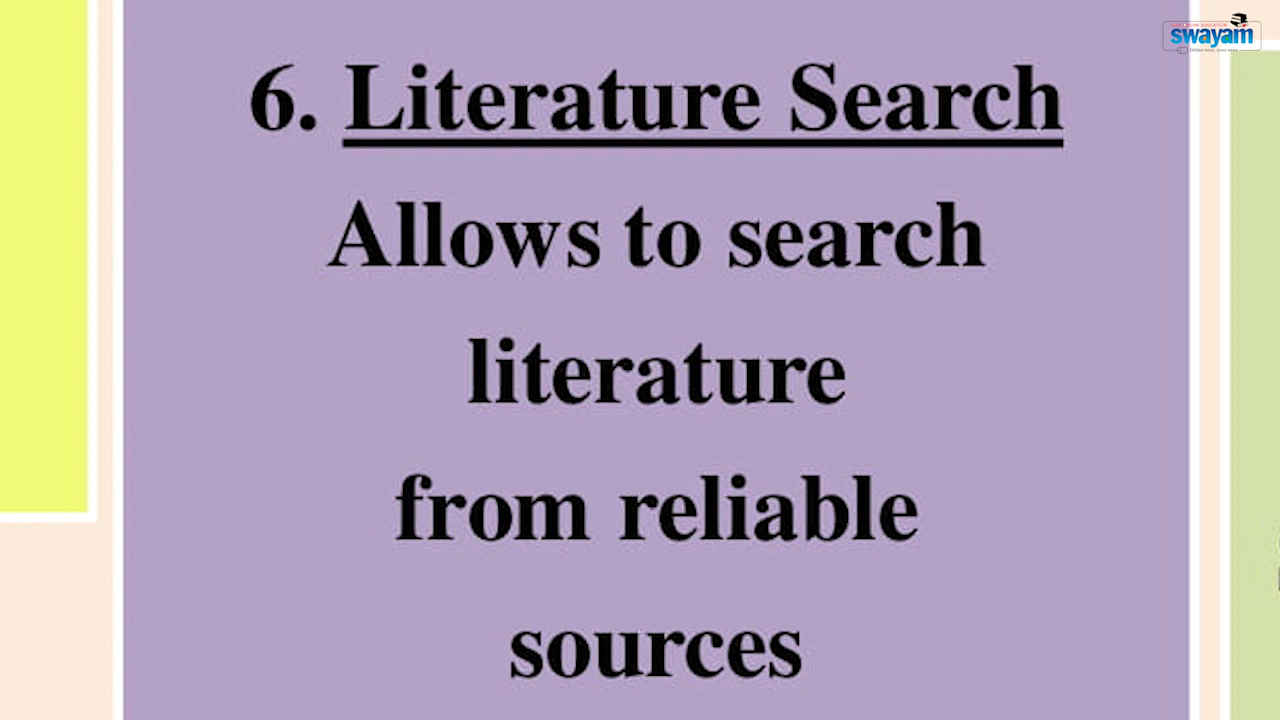 swayam
6. Literature Search
Allows to search
literature
from reliable
sources